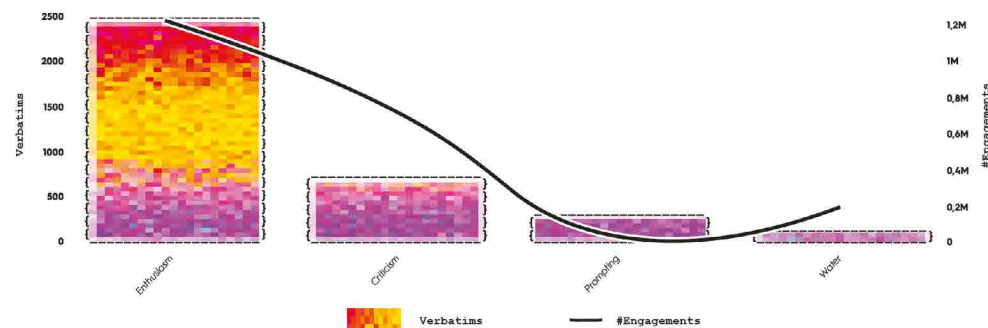 2500
2000
1500
1000
500
0
Verbatims
1,2M
1M
0,8M
0,6M
0,4M
0,2M
0
#Engagements
Enthusiasm
Criticism
Prompting
Water
Verbatims
#Engagements